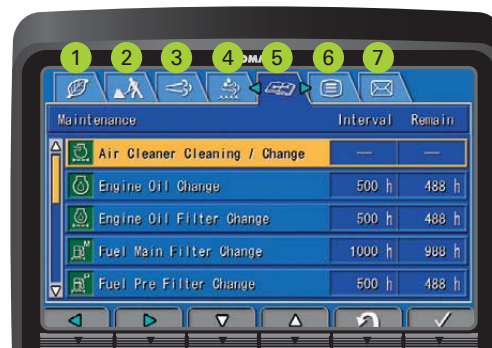 1 2 3 4 5 6 7
Maintenance Interval Remain
Air Cleaner Cleaning / Change — —
Engine Oil Change 500 h 488 h
Engine Oil Filter Change 500 h 488 h
M
Fuel Main Filter Change 1000 h 988 h
P
Fuel Pre Filter Change 500 h 488 h